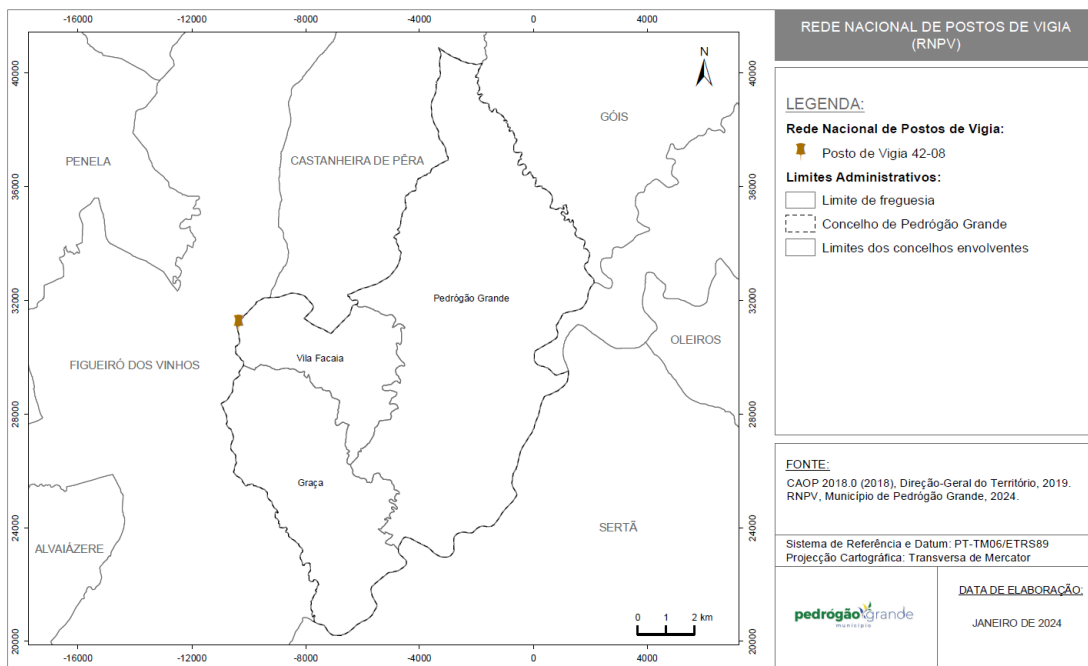 -16000 -12000 -8000 -4000 0 4000
REDE NACIONAL DE POSTOS DE VIGIA
(RNPV)
40000 40000
N
GÓIS
PENELA
CASTANHEIRA DE PÊRA
36000 36000
32000 32000
Pedrógão Grande
OLEIROS
Vila Facaia
FIGUEIRÓ DOS VINHOS
28000 28000
Graça
24000 24000
SERTÃ
ALVAIÁZERE
0 1 2 km
20000 20000
-16000 -12000 -8000 -4000 0 4000
LEGENDA:
Rede Nacional de Postos de Vigia:
Posto de Vigia 42-08
Limites Administrativos:
Limite de freguesia
Concelho de Pedrógão Grande
Limites dos concelhos envolventes
FONTE:
CAOP 2018.0 (2018), Direção-Geral do Território, 2019.
RNPV, Município de Pedrógão Grande, 2024.
Sistema de Referência e Datum: PT-TM06/ETRS89
Projecção Cartográfica: Transversa de Mercator
pedrógão grande
município
DATA DE ELABORAÇÃO:
JANEIRO DE 2024